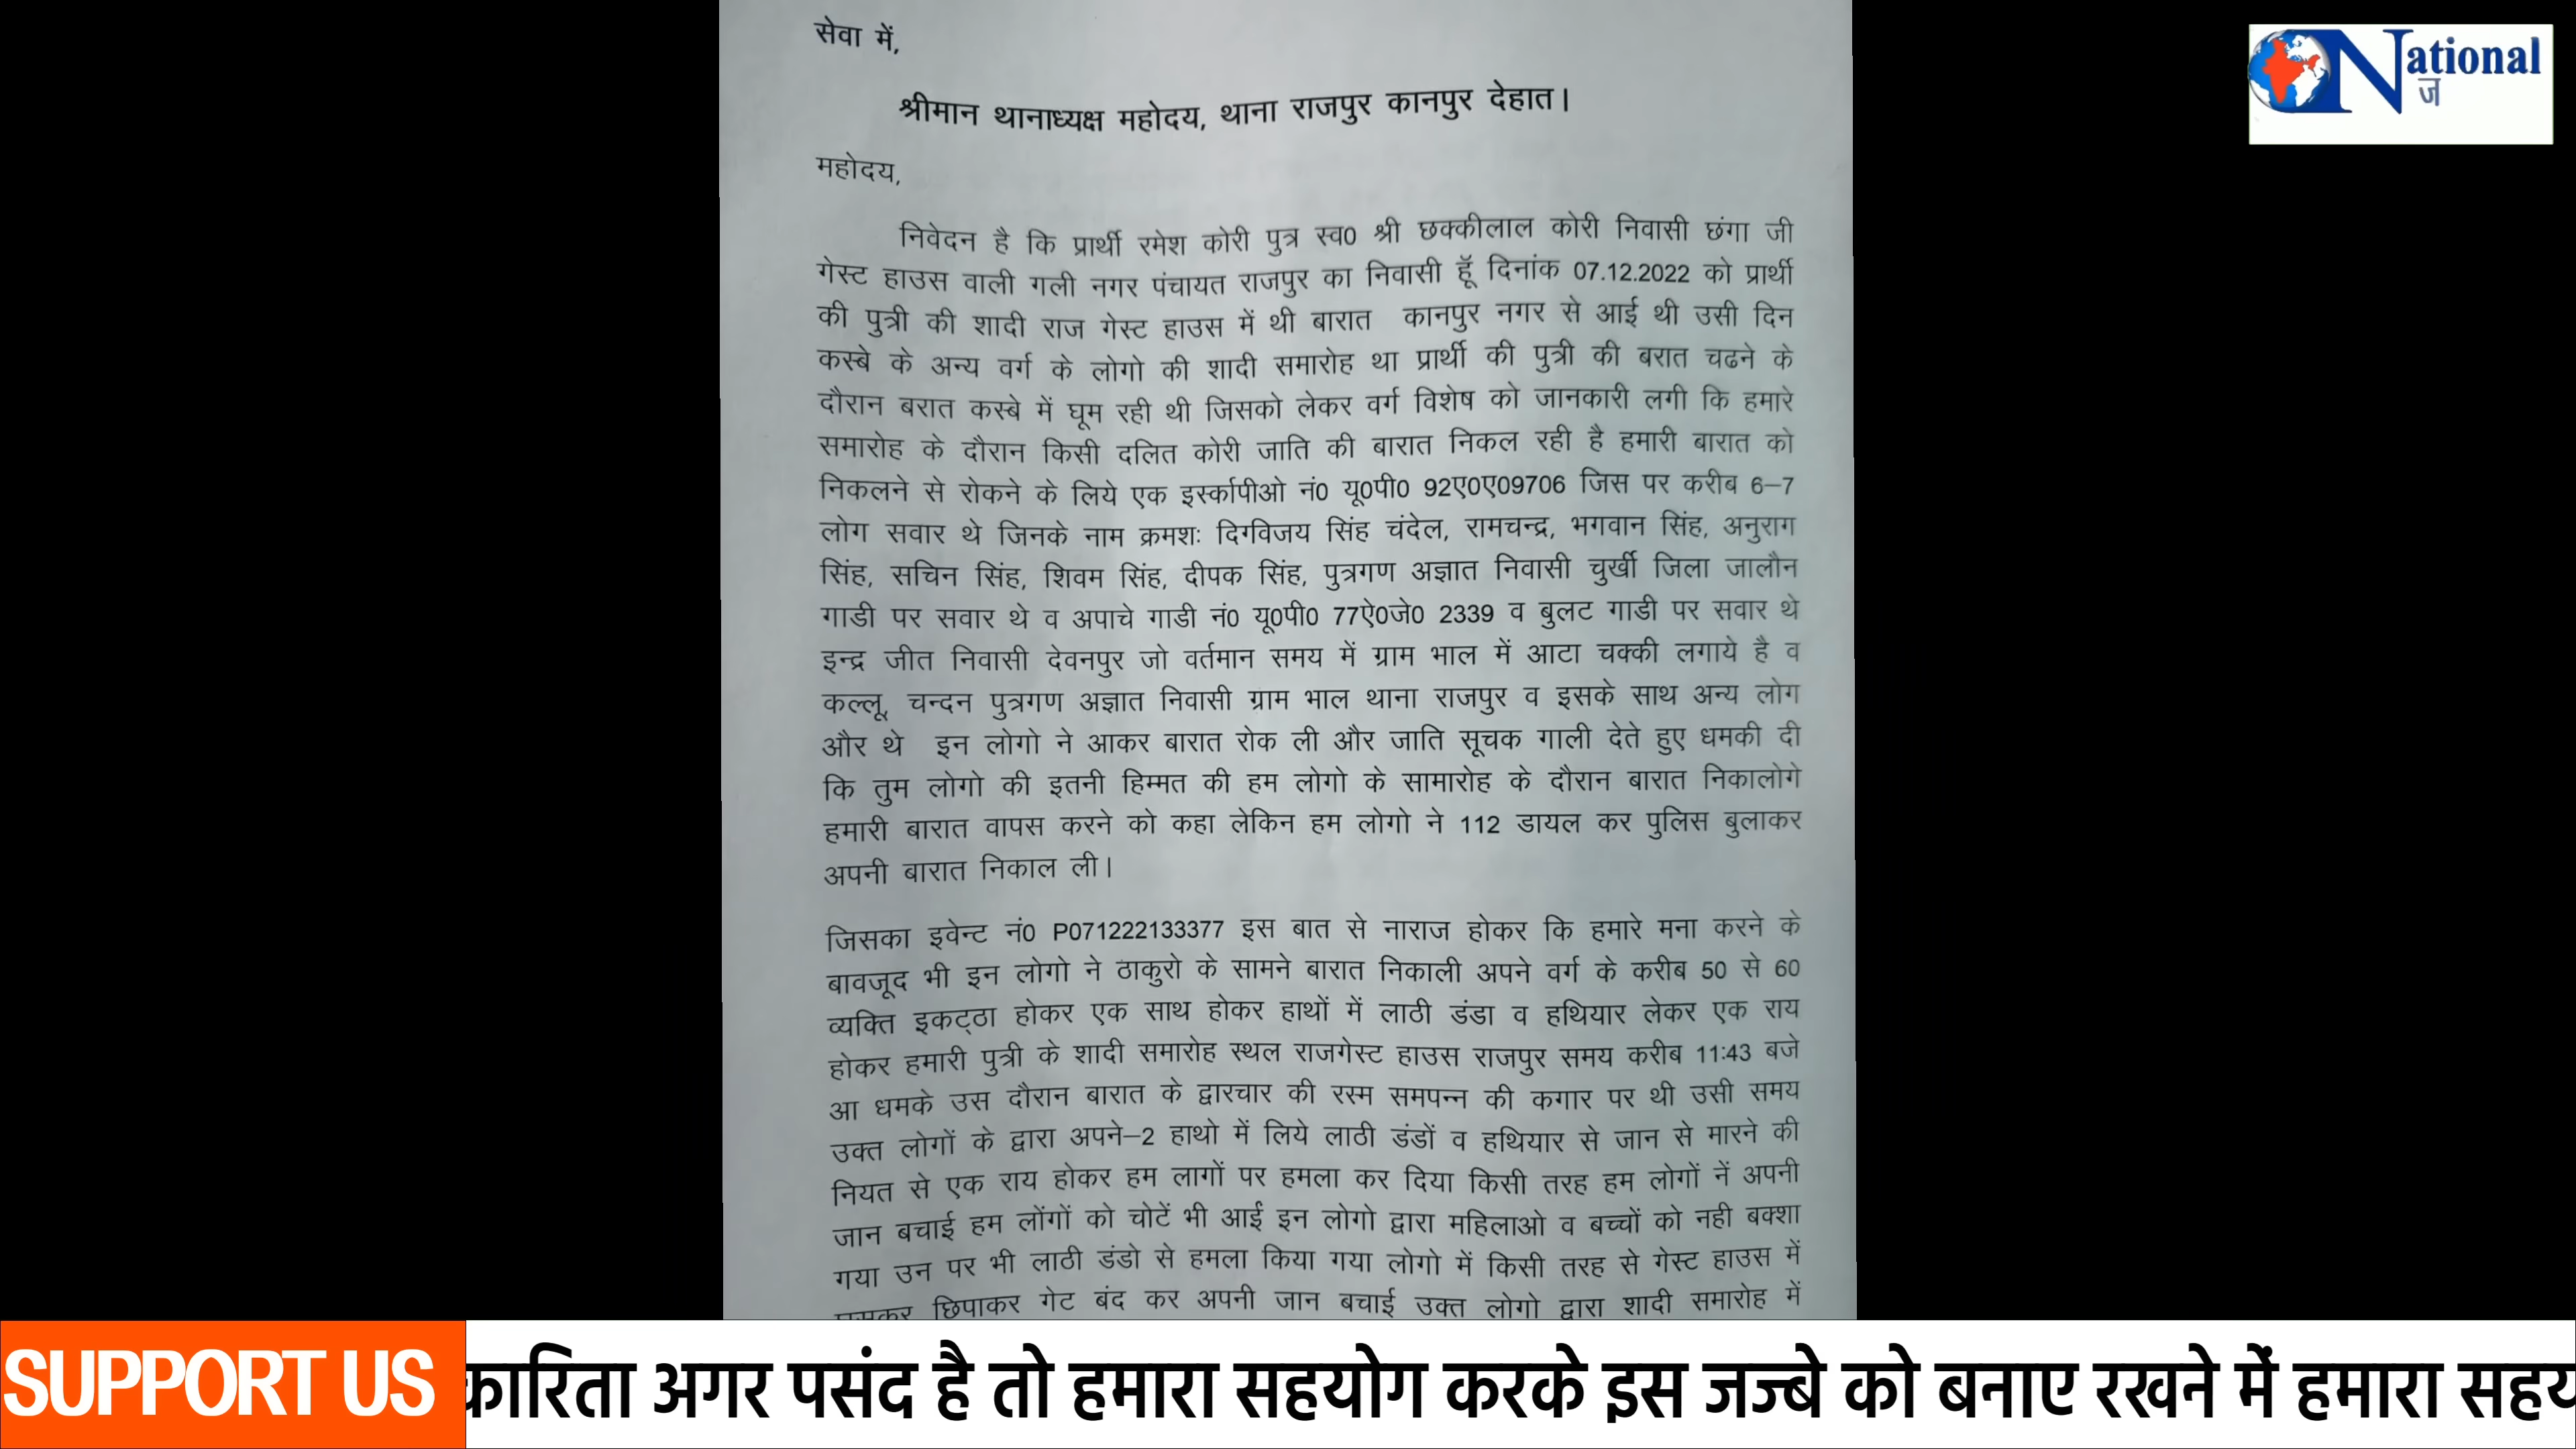 सेवा में,
श्रीमान थानाध्यक्ष महोदय, थाना राजपुर कानपुर देहात।
National
ज
महोदय,
निवेदन है कि प्रार्थी रमेश कोरी पुत्र स्व0 श्री छक्कीलाल कोरी निवासी छंगा जी
गेस्ट हाउस वाली गली नगर पंचायत राजपुर का निवासी हूॅ दिनांक 07.12.2022 को प्रार्थी
की पुत्री की शादी राज गेस्ट हाउस में थी बारात कानपुर नगर से आई थी उसी दिन
कस्बे के अन्य वर्ग के लोगो की शादी समारोह था प्रार्थी की पुत्री की बरात चढने के
दौरान बरात कस्बे में घूम रही थी जिसको लेकर वर्ग विशेष को जानकारी लगी कि हमारे
समारोह के दौरान किसी दलित कोरी जाति की बारात निकल रही है हमारी बारात को
निकलने से रोकने के लिये एक इर्स्कापीओ नं0 यू0पी0 92ए0ए09706 जिस पर करीब 6–7
लोग सवार थे जिनके नाम क्रमशः दिग्विजय सिंह चंदेल, रामचन्द्र, भगवान सिंह, अनुराग
सिंह, सचिन सिंह, शिवम सिंह, दीपक सिंह, पुत्रगण अज्ञात निवासी चुर्खी जिला जालौन
गाडी पर सवार थे व अपाचे गाडी नं0 यू0पी0 77ऐ0जे0 2339 व बुलट गाडी पर सवार थे
इन्द्र जीत निवासी देवनपुर जो वर्तमान समय में ग्राम भाल में आटा चक्की लगाये है व
कल्लू, चन्दन पुत्रगण अज्ञात निवासी ग्राम भाल थाना राजपुर व इसके साथ अन्य लोग
और थे इन लोगो ने आकर बारात रोक ली और जाति सूचक गाली देते हुए धमकी दी
कि तुम लोगो की इतनी हिम्मत की हम लोगो के सामारोह के दौरान बारात निकालोगे
हमारी बारात वापस करने को कहा लेकिन हम लोगो ने 112 डायल कर पुलिस बुलाकर
अपनी बारात निकाल ली।
जिसका इवेन्ट नं0 P071222133377 इस बात से नाराज होकर कि हमारे मना करने के
बावजूद भी इन लोगो ने ठाकुरो के सामने बारात निकाली अपने वर्ग के करीब 50 से 60
व्यक्ति इकट्ठा होकर एक साथ होकर हाथों में लाठी डंडा व हथियार लेकर एक राय
होकर हमारी पुत्री के शादी समारोह स्थल राजगेस्ट हाउस राजपुर समय करीब 11:43 बजे
आ धमके उस दौरान बारात के द्वारचार की रस्म समपन्न की कगार पर थी उसी समय
उक्त लोगों के द्वारा अपने–2 हाथो में लिये लाठी डंडों व हथियार से जान से मारने की
नियत से एक राय होकर हम लागों पर हमला कर दिया किसी तरह हम लोगों नें अपनी
जान बचाई हम लोंगों को चोटें भी आईं इन लोगो द्वारा महिलाओ व बच्चों को नही बक्शा
गया उन पर भी लाठी डंडो से हमला किया गया लोगो में किसी तरह से गेस्ट हाउस में
छिपाकर गेट बंद कर अपनी जान बचाई उक्त लोगो द्वारा शादी समारोह में
SUPPORT US
कारिता अगर पसंद है तो हमारा सहयोग करके इस जज्बे को बनाए रखने में हमारा सहय